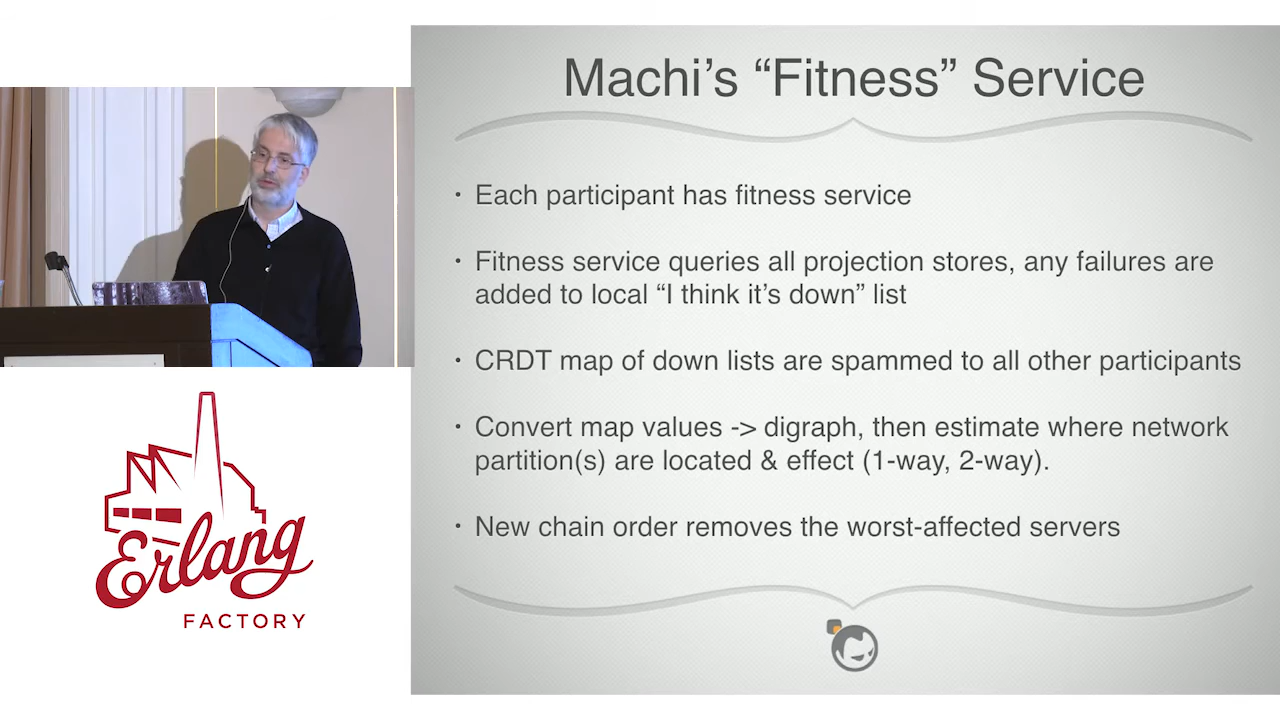 Machi’s “Fitness” Service
• Each participant has fitness service
• Fitness service queries all projection stores, any failures are
added to local “I think it’s down” list
• CRDT map of down lists are spammed to all other participants
• Convert map values -> digraph, then estimate where network
partition(s) are located & effect (1-way, 2-way).
• New chain order removes the worst-affected servers
Erlang
FACTORY